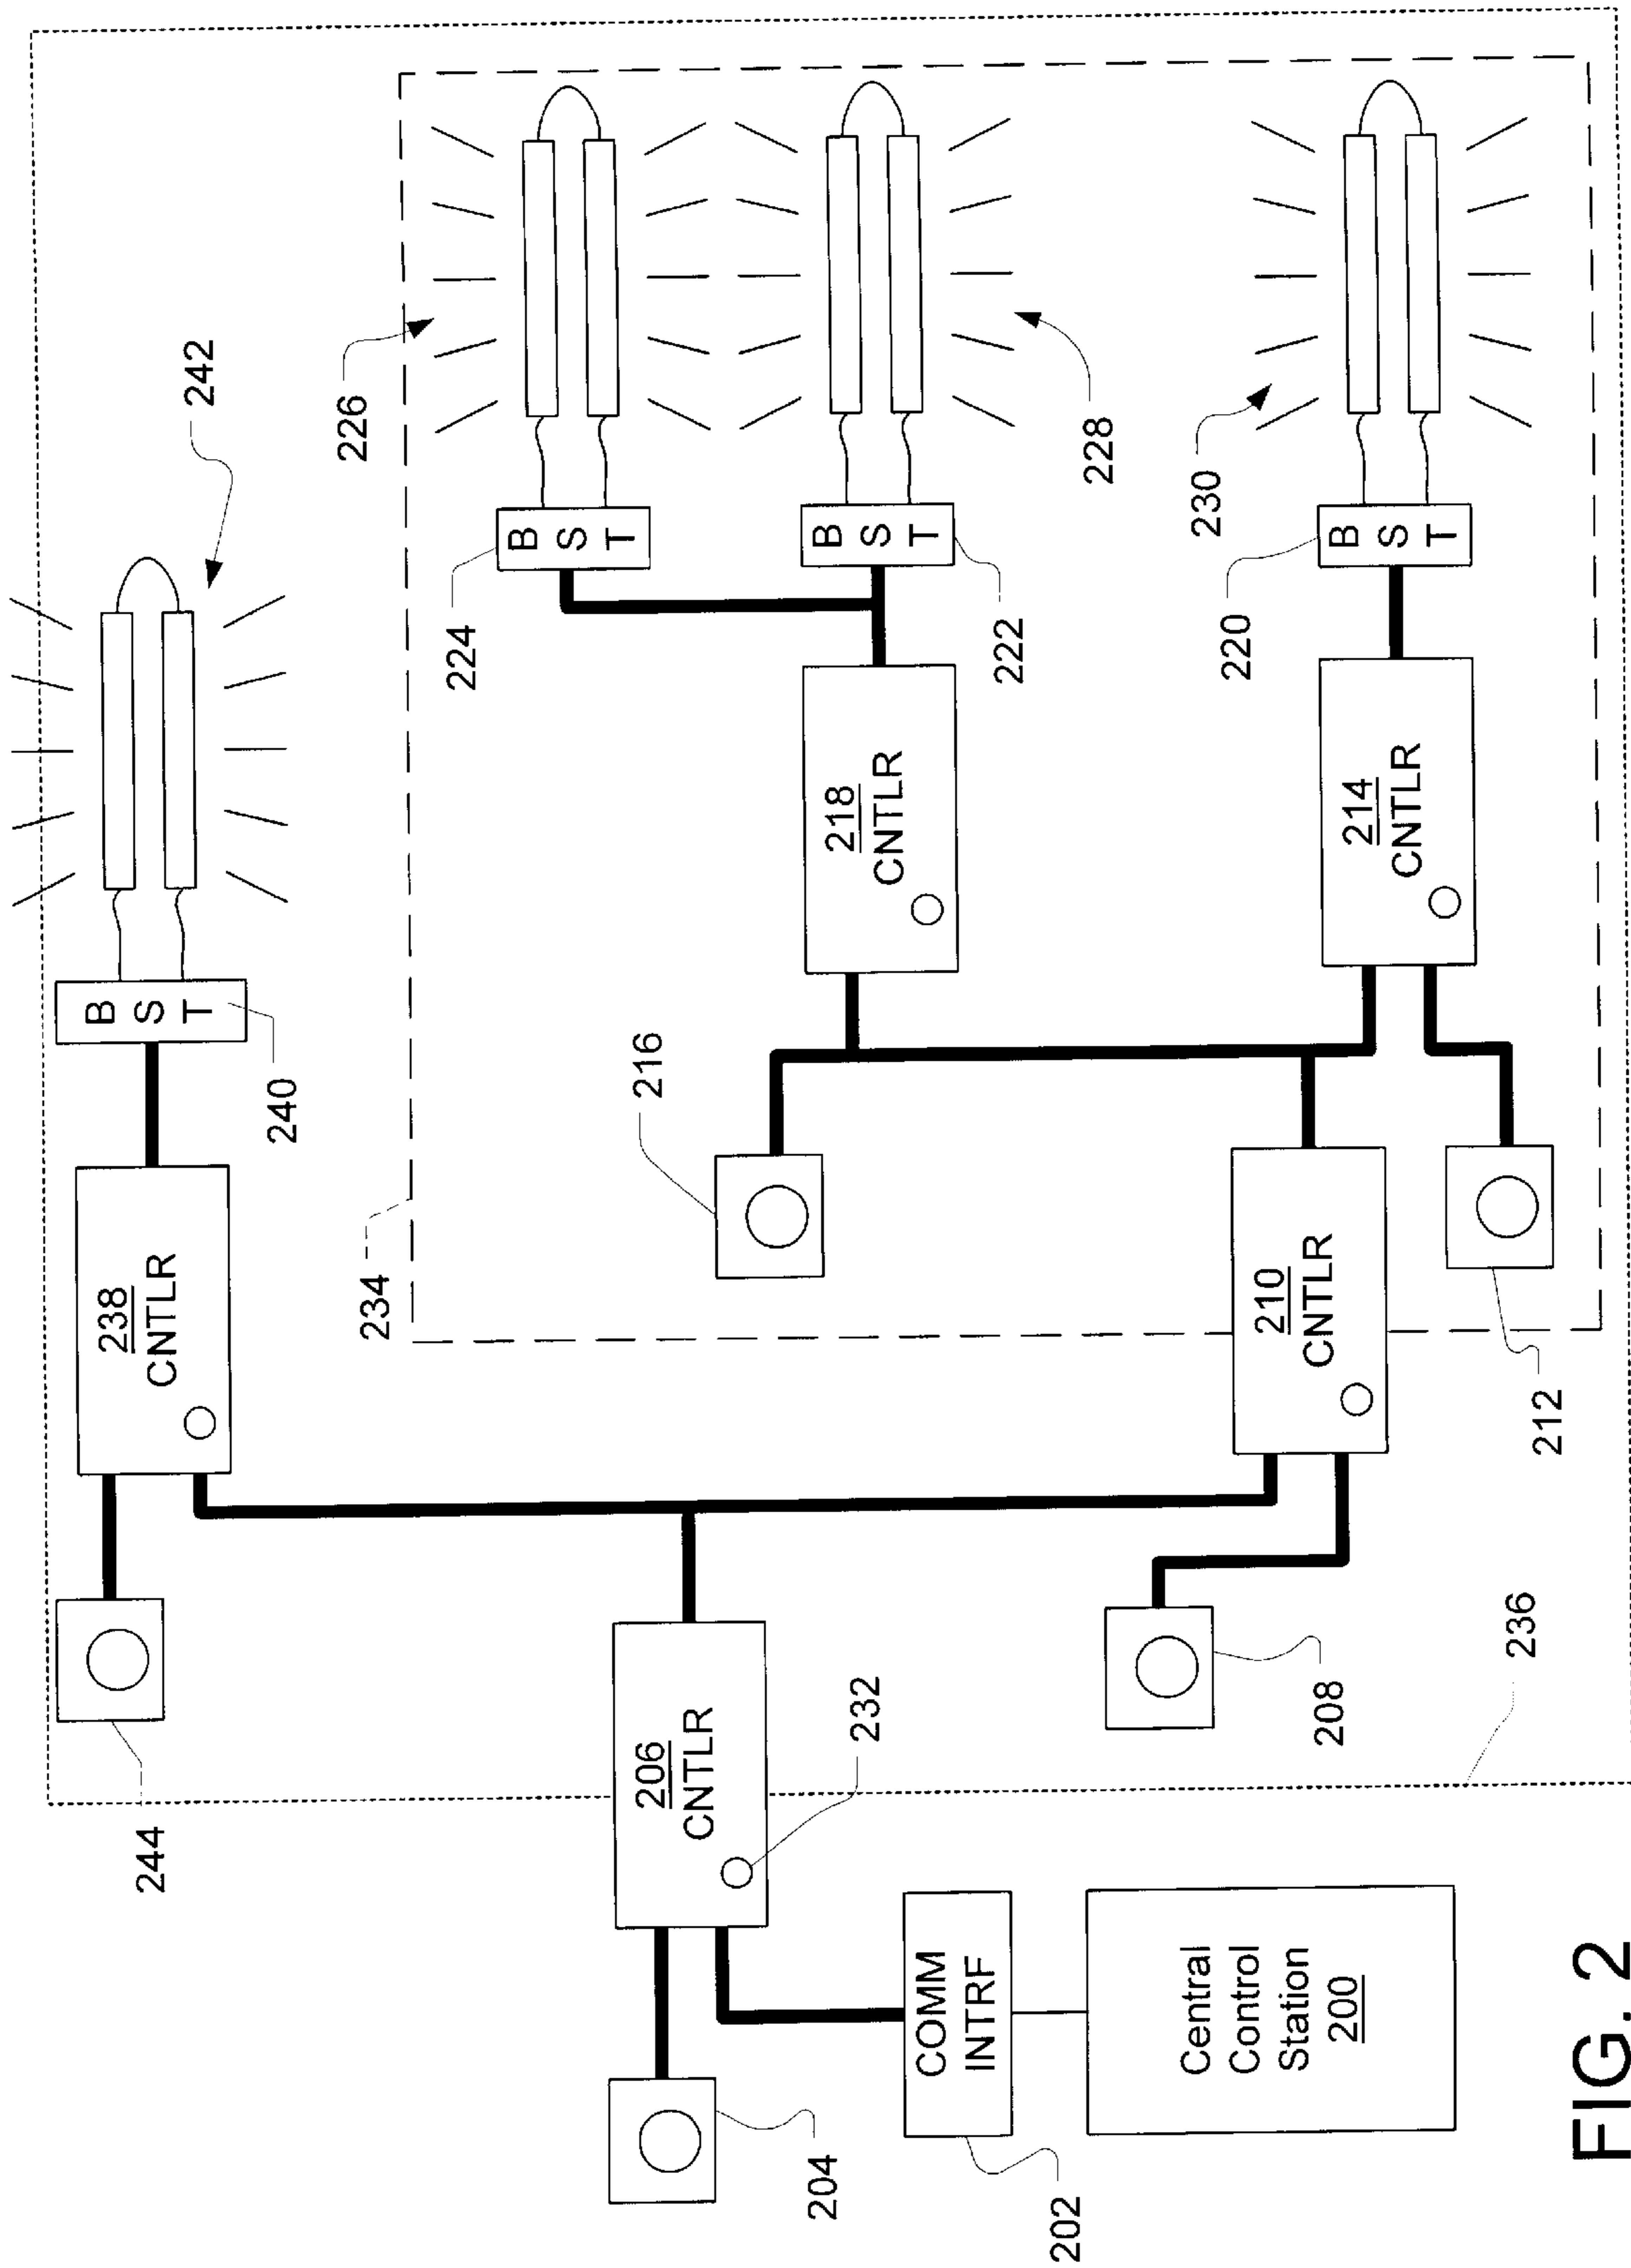 242
226
228
230
B
S
T
224
B
S
T
222
B
S
T
220
B
S
T
240
218
CNTLR
214
CNTLR
216
238
CNTLR
234
210
CNTLR
212
244
206
CNTLR
232
208
236
204
COMM
INTRF
202
Central
Control
Station
200
FIG. 2